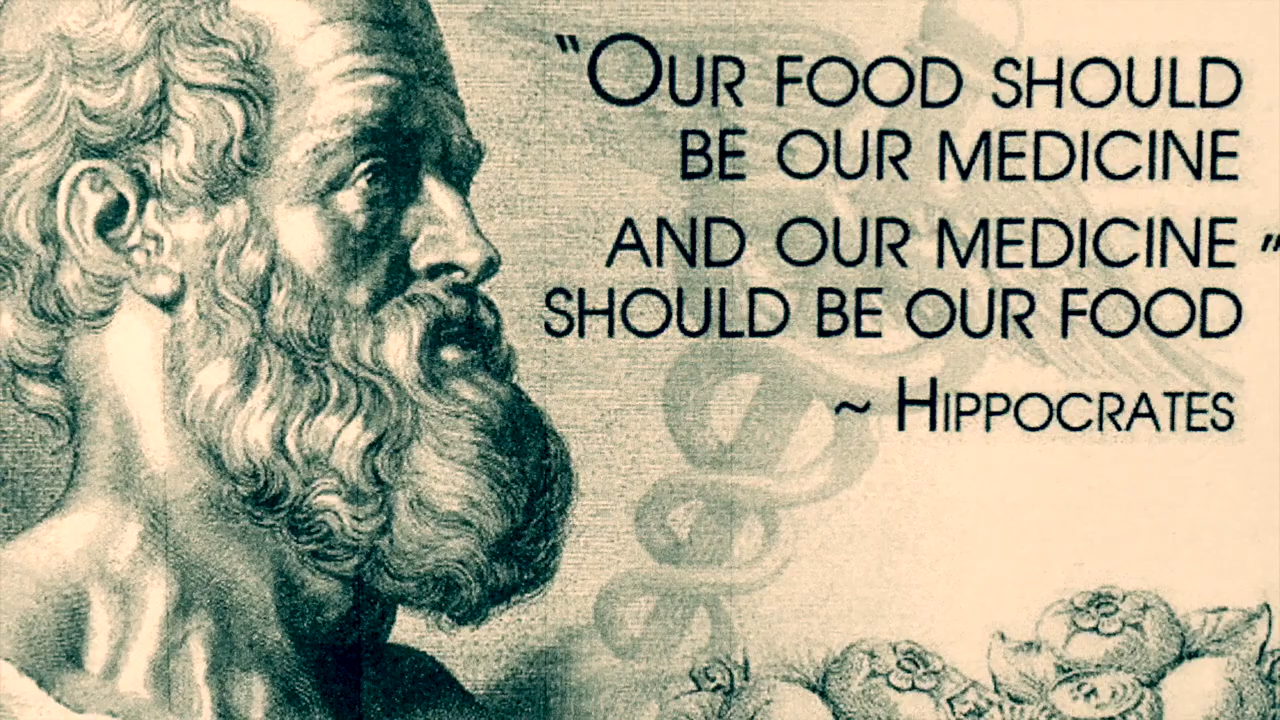 “OUR FOOD SHOULD
BE OUR MEDICINE
AND OUR MEDICINE ”
SHOULD BE OUR FOOD
~ HIPPOCRATES